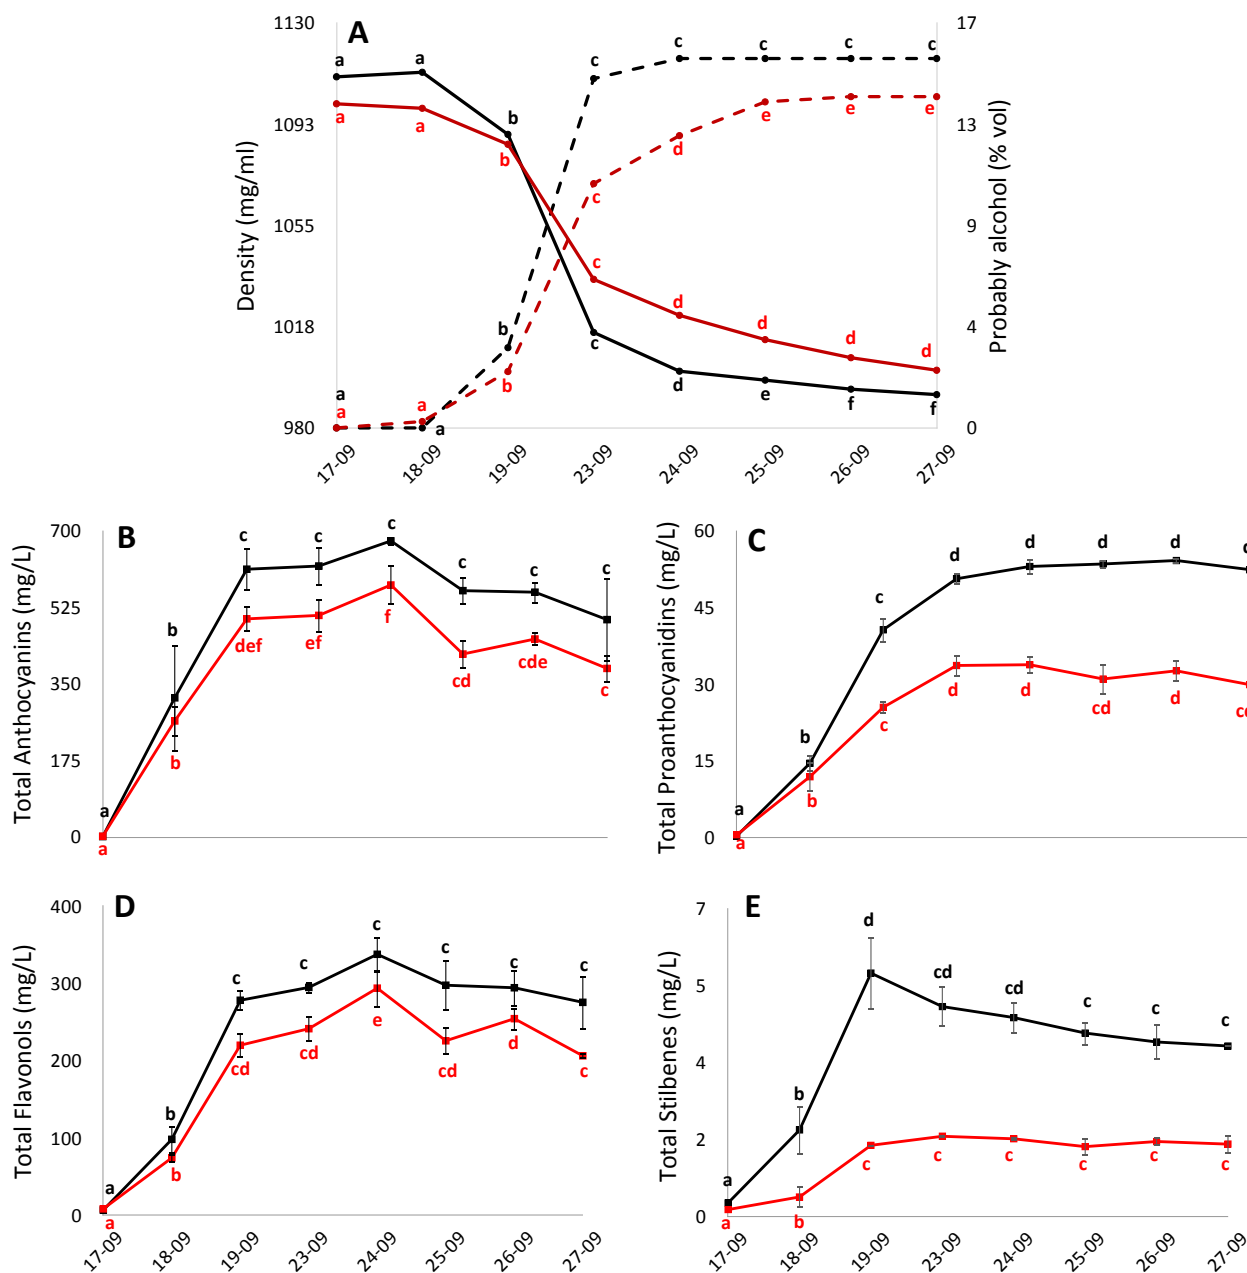 A
Density (mg/ml)
Probably alcohol (% vol)
1130
1093
1055
1018
980
17
13
9
4
0
a a b c c c c c
a a b c d e e e
b c d e f f
c d d d d
a a
a a b
17-09 18-09 19-09 23-09 24-09 25-09 26-09 27-09
B
Total Anthocyanins (mg/L)
700
525
350
175
0
a b c c c c c c
a b def ef f cd cde c
C
Total Proanthocyanidins (mg/L)
60
45
30
15
0
a b c d d d d
a b c d d cd d
D
Total Flavonols (mg/L)
400
300
200
100
0
a b c c c c c c
a b cd cd e cd d c
17-09 18-09 19-09 23-09 24-09 25-09 26-09 27-09
E
Total Stilbenes (mg/L)
7
5
4
2
0
a b d cd cd c c c
a b c c c c c c
17-09 18-09 19-09 23-09 24-09 25-09 26-09 27-09